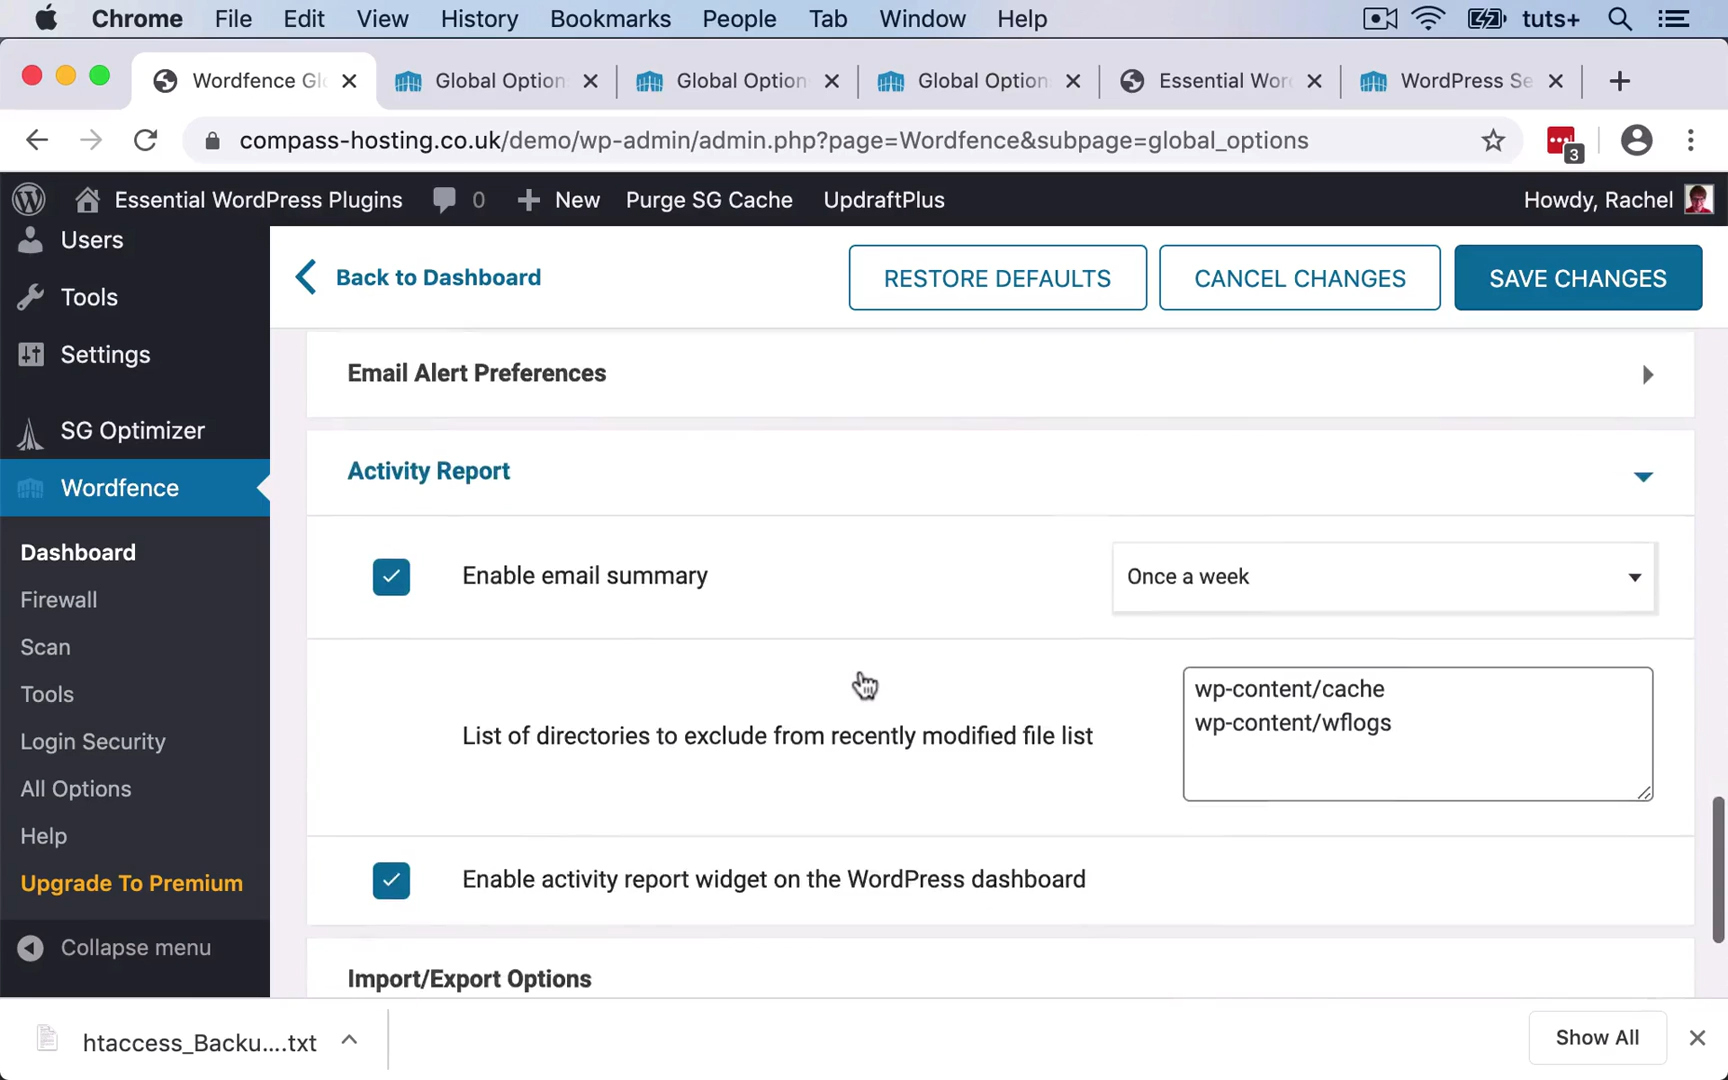 Chrome File Edit View History Bookmarks People Tab Window Help tuts+
Wordfence Gl Global Option Global Option Global Option Essential Wor WordPress Se
compass-hosting.co.uk/demo/wp-admin/admin.php?page=Wordfence&subpage=global_options 3
Essential WordPress Plugins 0 New Purge SG Cache UpdraftPlus Howdy, Rachel
Users
Tools
Settings
SG Optimizer
Wordfence
Dashboard
Firewall
Scan
Tools
Login Security
All Options
Help
Upgrade To Premium
Collapse menu
Back to Dashboard RESTORE DEFAULTS CANCEL CHANGES SAVE CHANGES
Email Alert Preferences
Activity Report
Enable email summary Once a week
List of directories to exclude from recently modified file list
wp-content/cache
wp-content/wflogs
Enable activity report widget on the WordPress dashboard
Import/Export Options
htaccess_Backu....txt Show All